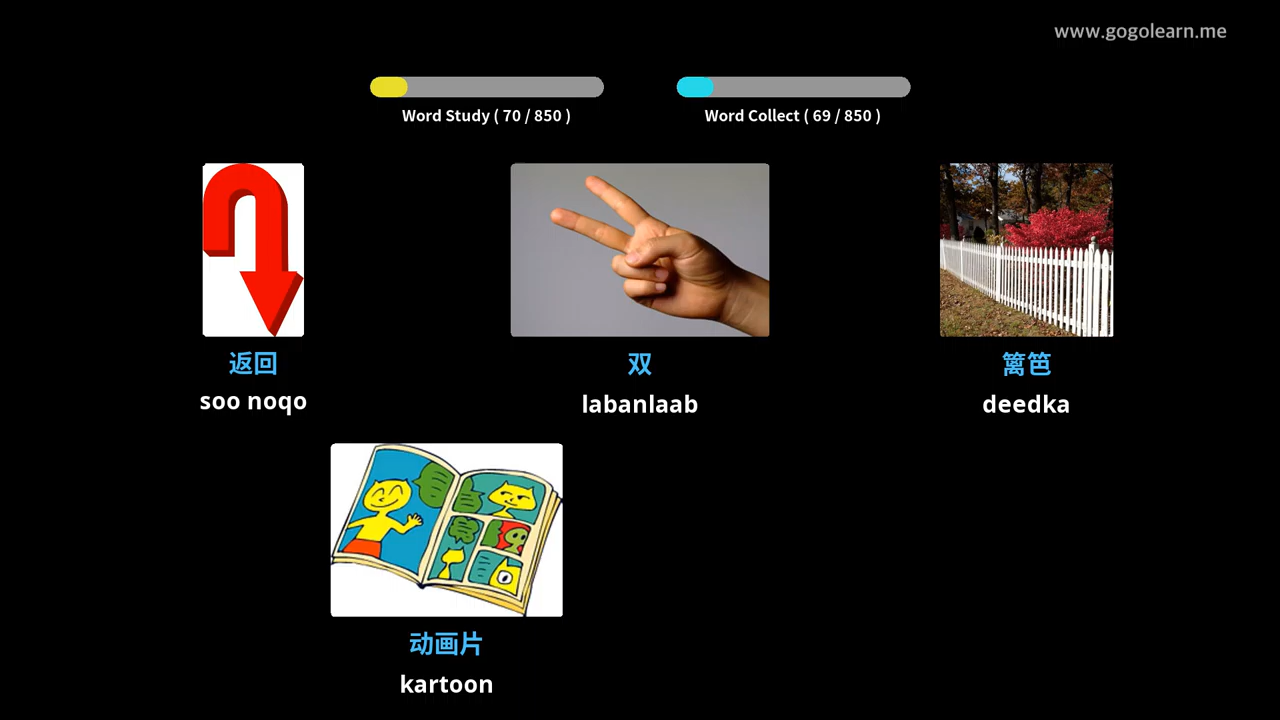 www.gogolearn.me
Word Study ( 70 / 850 )
Word Collect ( 69 / 850 )
返回
soo noqo
双
labanlaab
篱笆
deedka
动画片
kartoon